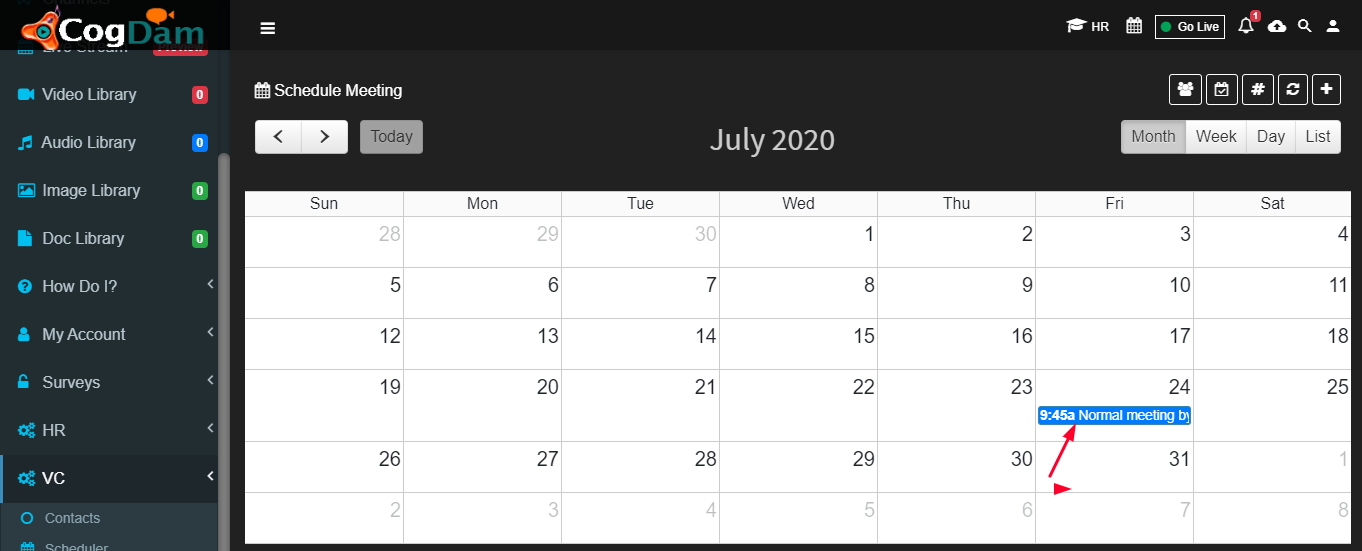 Channels
CogDam
HR
Go Live
1
Live Stream
Video Library 0
Audio Library 0
Image Library 0
Doc Library 0
How Do I?
My Account
Surveys
HR
VC
Contacts
Scheduler
Schedule Meeting
Today
July 2020
Month Week Day List
Sun Mon Tue Wed Thu Fri Sat
28 29 30 1 2 3 4
5 6 7 8 9 10 11
12 13 14 15 16 17 18
19 20 21 22 23 24 25
9:45a Normal meeting by
26 27 28 29 30 31 1
2 3 4 5 6 7 8